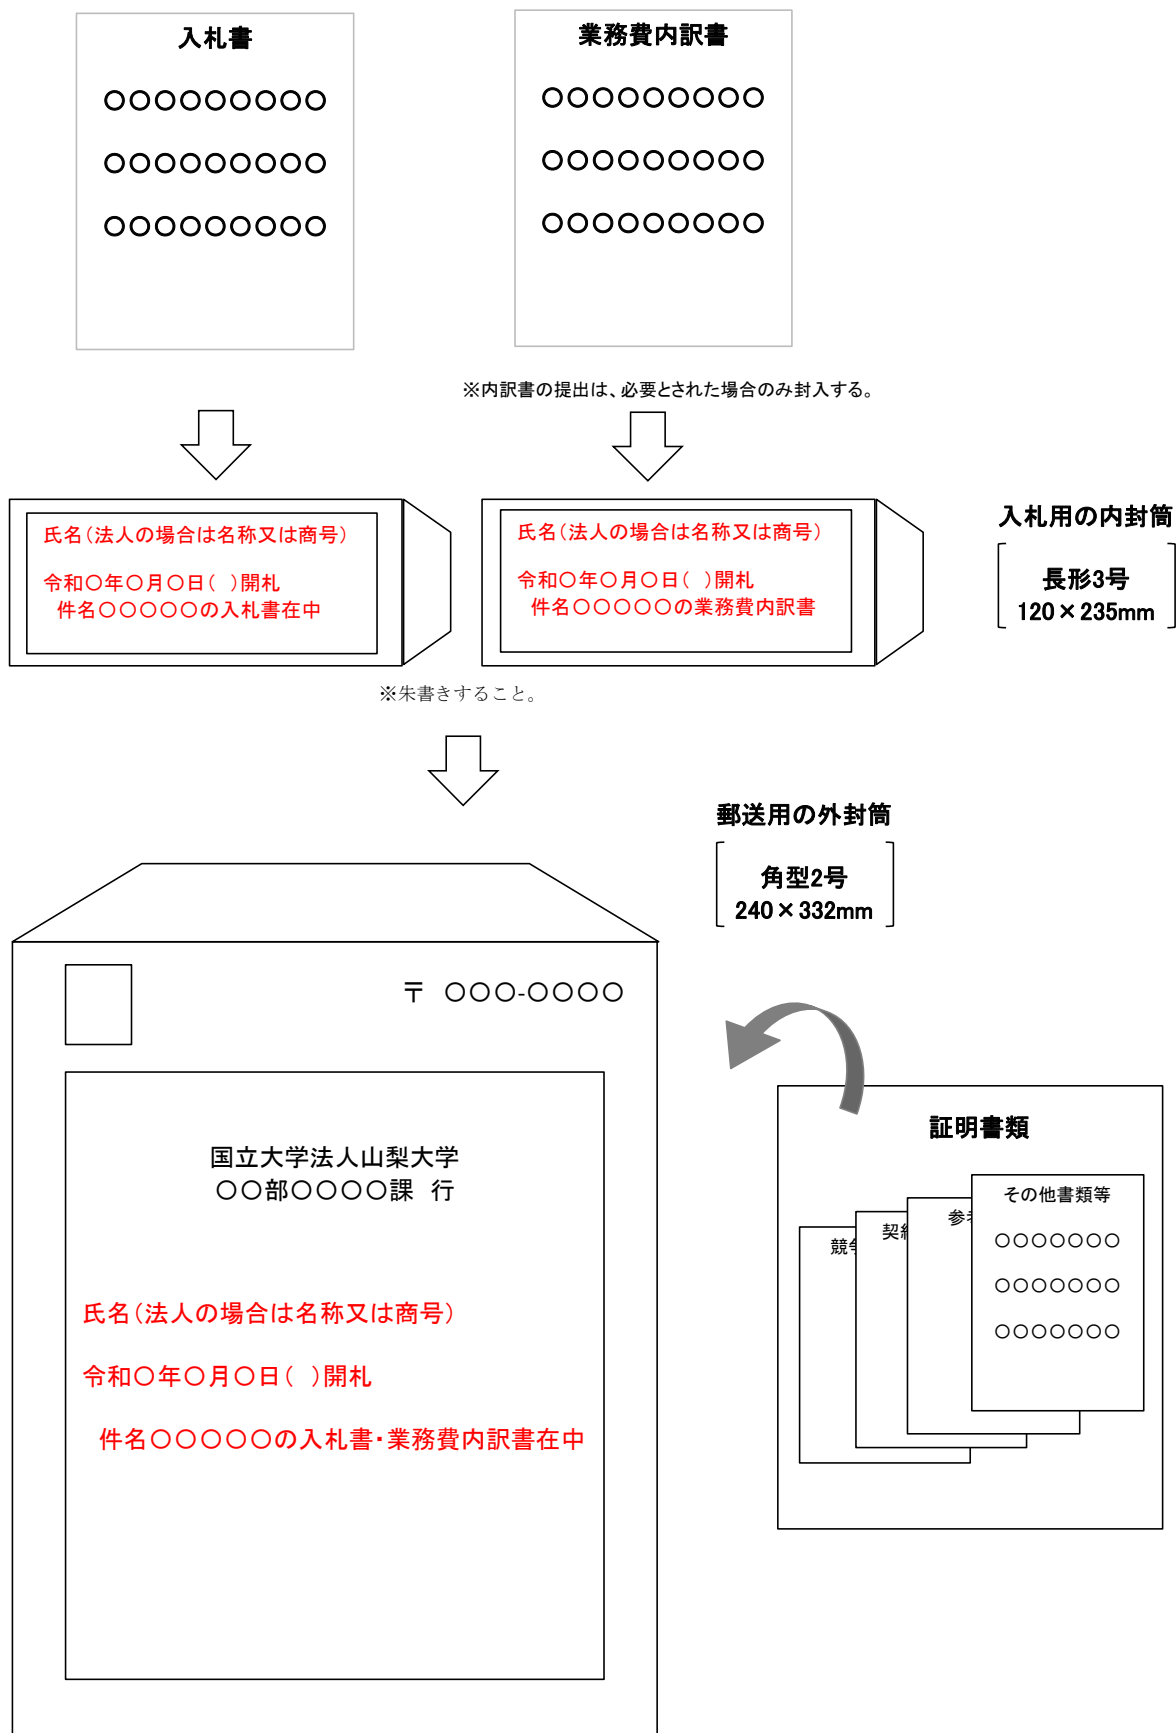 入札書
○○○○○○○○○
○○○○○○○○○
○○○○○○○○○
業務費内訳書
○○○○○○○○○
○○○○○○○○○
○○○○○○○○○
※内訳書の提出は、必要とされた場合のみ封入する。
氏名(法人の場合は名称又は商号)
令和○年○月○日( )開札
件名○○○○○の入札書在中
氏名(法人の場合は名称又は商号)
令和○年○月○日( )開札
件名○○○○○の業務費内訳書
入札用の内封筒
長形3号
120×235mm
※朱書きすること。
郵送用の外封筒
角型2号
240×332mm
〒 ○○○-○○○○
国立大学法人山梨大学
○○部○○○○課 行
氏名(法人の場合は名称又は商号)
令和○年○月○日( )開札
件名○○○○○の入札書・業務費内訳書在中
証明書類
競争
契約
参考
その他書類等
○○○○○○○
○○○○○○○
○○○○○○○